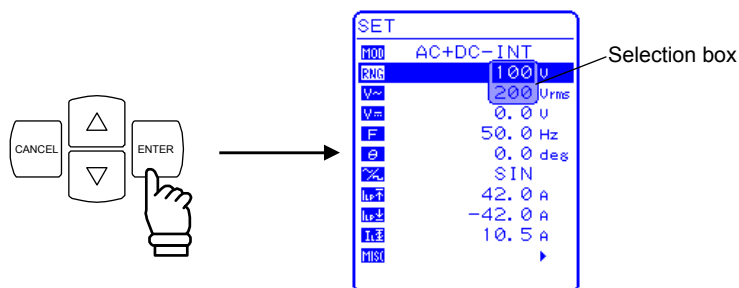 SET
MOD AC+DC-INT
RNG 100 V
V~ 200 Vrms
V⎓ 0.0 V
F 50.0 Hz
θ 0.0 deg
SIN
42.0 A
-42.0 A
10.5 A
MISC
Selection box
CANCEL
ENTER